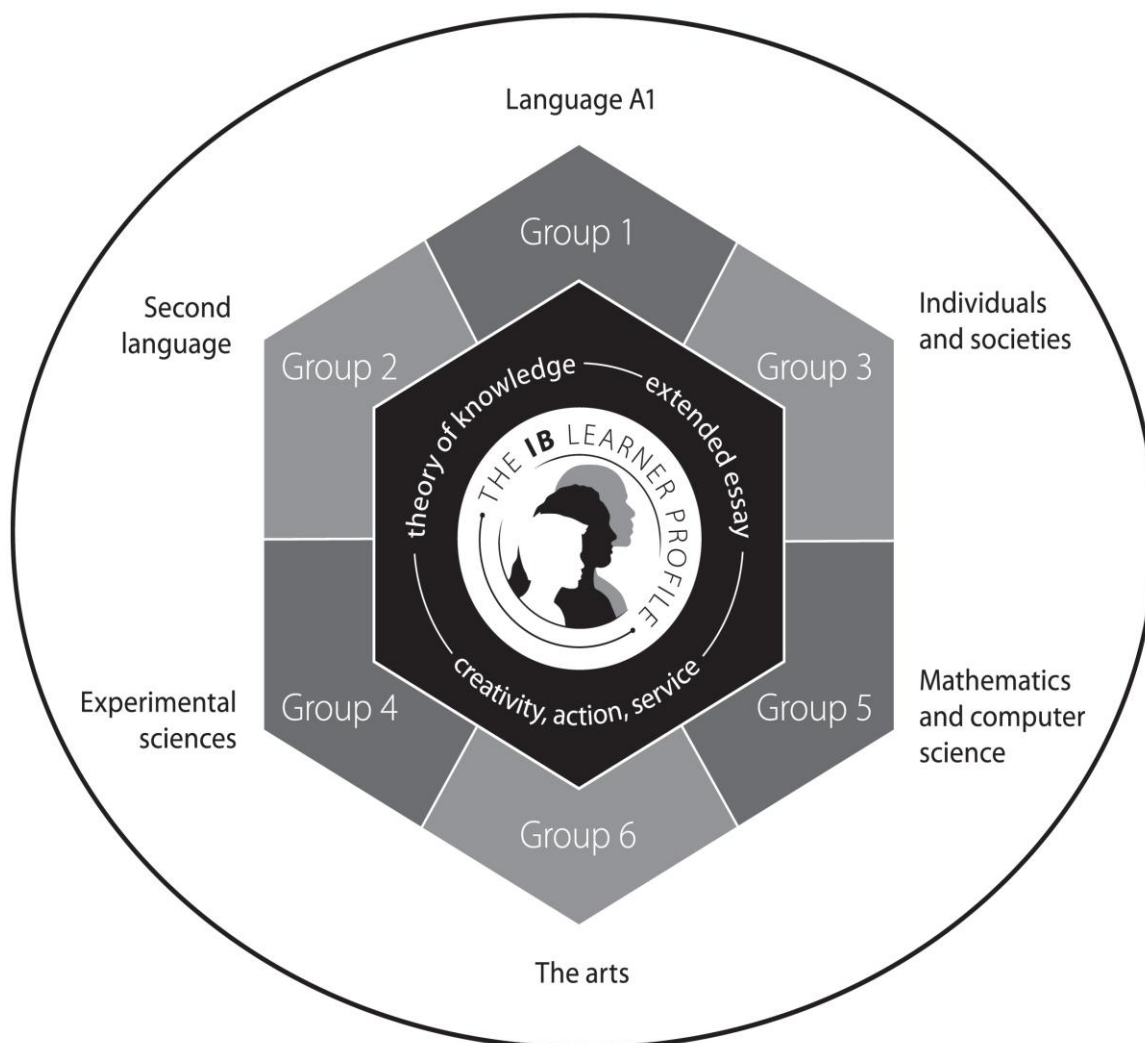 Language A1
Group 1
Second
language
Group 2
Individuals
and societies
Group 3
theory of knowledge
extended essay
THE IB LEARNER PROFILE
creativity, action, service
Experimental
sciences
Group 4
Group 5
Mathematics
and computer
science
Group 6
The arts